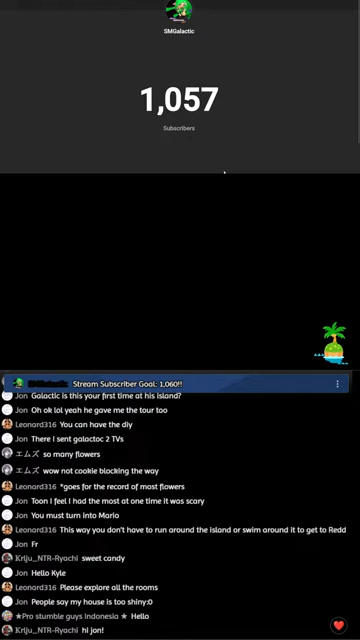 SMGalactic
1,057
Subscribers
SMGalactic Stream Subscriber Goal: 1,060!!
Jon Galactic is this your first time at his island?
Jon Oh ok lol yeah he gave me the tour too
Leonard316 You can have the diy
Jon There I sent galactoc 2 TVs
エムズ so many flowers
エムズ wow not cookie blocking the way
Leonard316 *goes for the record of most flowers
Jon Toon I feel I had the most at one time it was scary
Jon You must turn into Mario
Leonard316 This way you don't have to run around the island or swim around it to get to Redd
Jon Fr
Krlju_NTR-Ryachi sweet candy
Jon Hello Kyle
Leonard316 Please explore all the rooms
Jon People say my house is too shiny:0
★Pro stumble guys Indonesia★ Hello
Krlju_NTR-Ryachi hi jon!